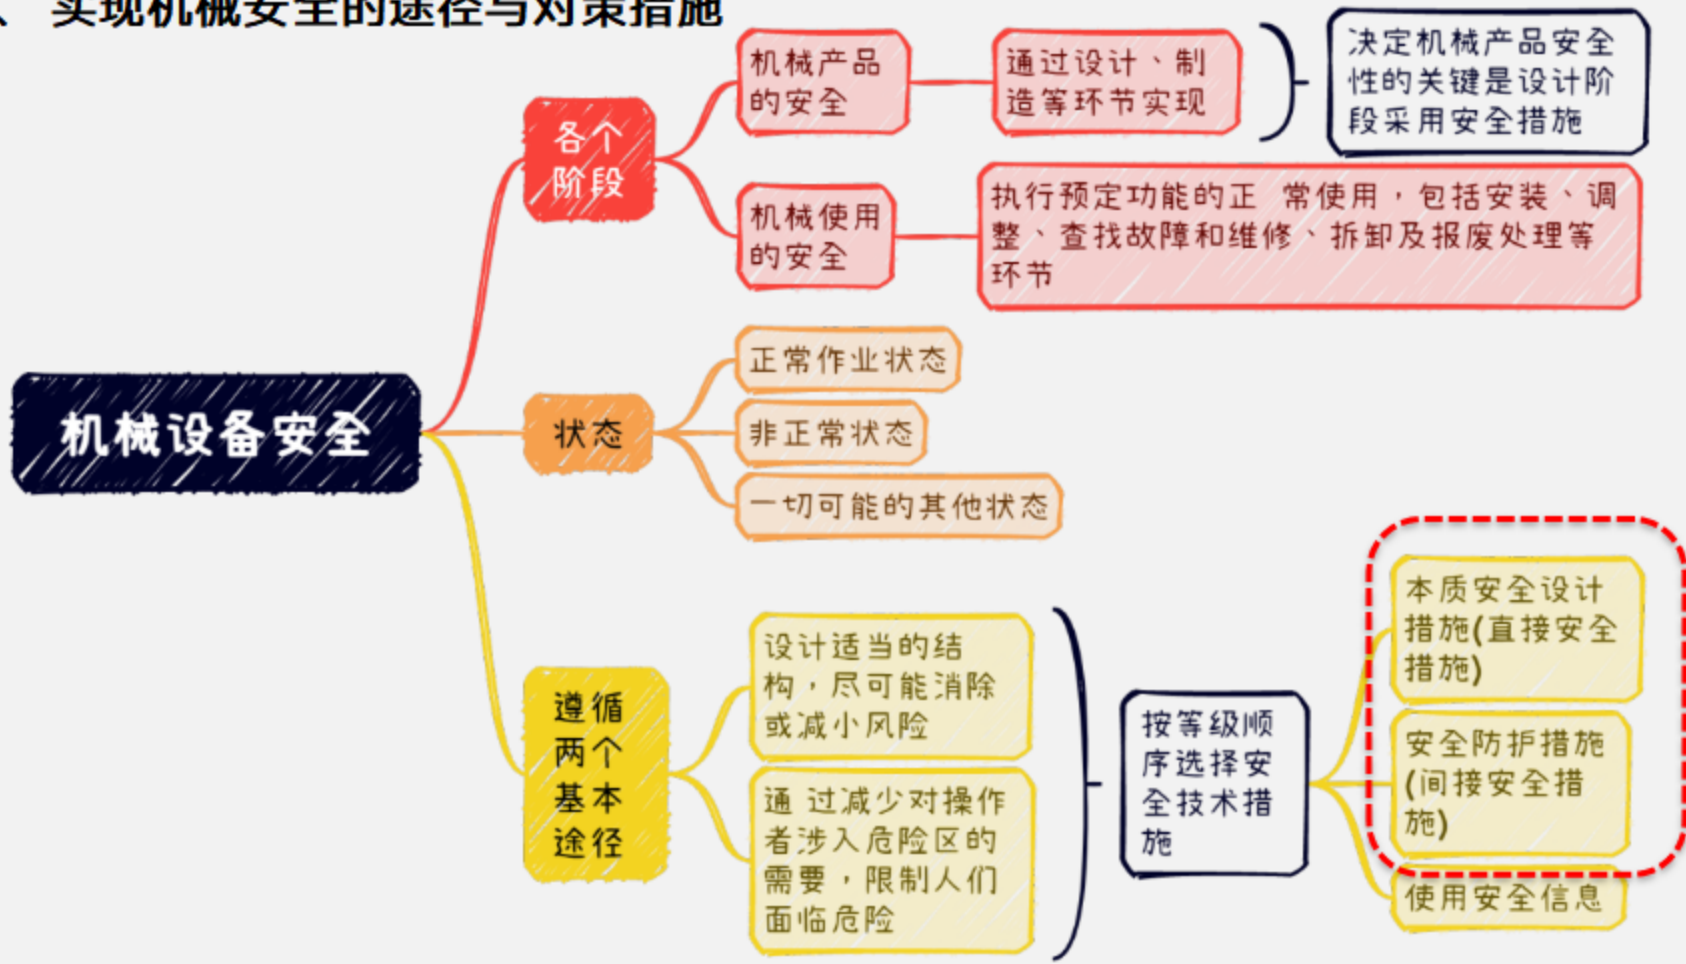 、 实现机械安全的途径与对策措施
机械设备安全
各个
阶段
机械产品
的安全
通过设计、制
造等环节实现
决定机械产品安全
性的关键是设计阶
段采用安全措施
机械使用
的安全
执行预定功能的正 常使用，包括安装、调
整、查找故障和维修、拆卸及报废处理等
环节
状态
正常作业状态
非正常状态
一切可能的其他状态
遵循
两个
基本
途径
设计适当的结
构，尽可能消除
或减小风险
通 过减少对操作
者涉入危险区的
需要，限制人们
面临危险
按等级顺
序选择安
全技术措
施
本质安全设计
措施(直接安全
措施)
安全防护措施
(间接安全措
施)
使用安全信息